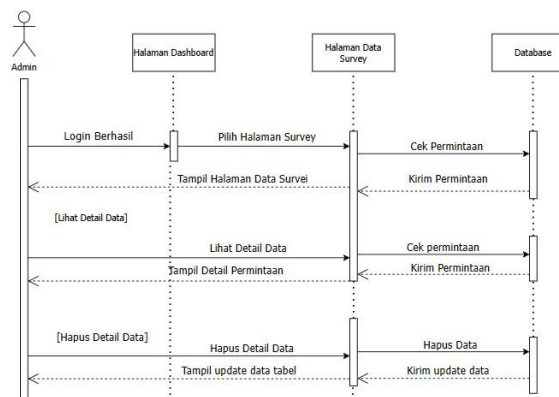 Halaman Dashboard
Halaman Data
Survey
Database
Admin
Login Berhasil
Pilih Halaman Survey
Cek Permintaan
Tampil Halaman Data Survei
Kirim Permintaan
[Lihat Detail Data]
Lihat Detail Data
Cek permintaan
Tampil Detail Permintaan
Kirim Permintaan
[Hapus Detail Data]
Hapus Detail Data
Hapus Data
Tampil update data tabel
Kirim update data